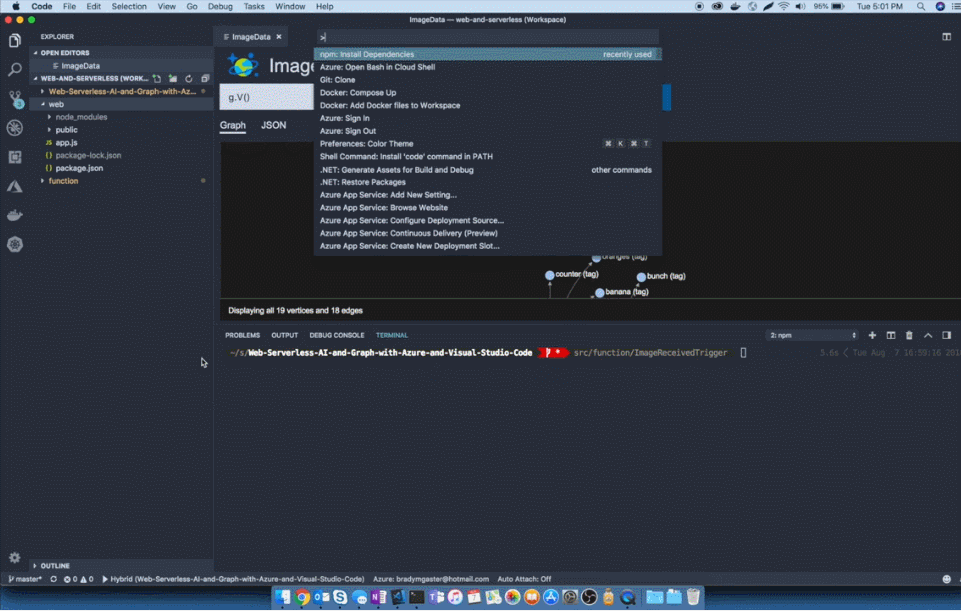 Code File Edit Selection View Go Debug Tasks Window Help 95% Tue 5:01 PM
ImageData — web-and-serverless (Workspace)
EXPLORER
ImageData ×
>
OPEN EDITORS
ImageData
WEB-AND-SERVERLESS (WORK...
Web-Serverless-AI-and-Graph-with-Az...
web
node_modules
public
JS app.js
{} package-lock.json
{} package.json
function
3
Image
g.V()
Graph JSON
npm: Install Dependencies recently used
Azure: Open Bash in Cloud Shell
Git: Clone
Docker: Compose Up
Docker: Add Docker files to Workspace
Azure: Sign In
Azure: Sign Out
Preferences: Color Theme ⌘ K ⌘ T
Shell Command: Install 'code' command in PATH
.NET: Generate Assets for Build and Debug other commands
.NET: Restore Packages
Azure App Service: Add New Setting...
Azure App Service: Browse Website
Azure App Service: Configure Deployment Source...
Azure App Service: Continuous Delivery (Preview)
Azure App Service: Create New Deployment Slot...
oranges (tag)
counter (tag)
bunch (tag)
banana (tag)
Displaying all 19 vertices and 18 edges
PROBLEMS OUTPUT DEBUG CONSOLE TERMINAL 2: npm
~/s/Web-Serverless-AI-and-Graph-with-Azure-and-Visual-Studio-Code src/function/ImageReceivedTrigger 5.6s Tue Aug 7 16:59:16 201
OUTLINE
master* 0 0 Hybrid (Web-Serverless-AI-and-Graph-with-Azure-and-Visual-Studio-Code) Azure: bradymgaster@hotmail.com Auto Attach: Off